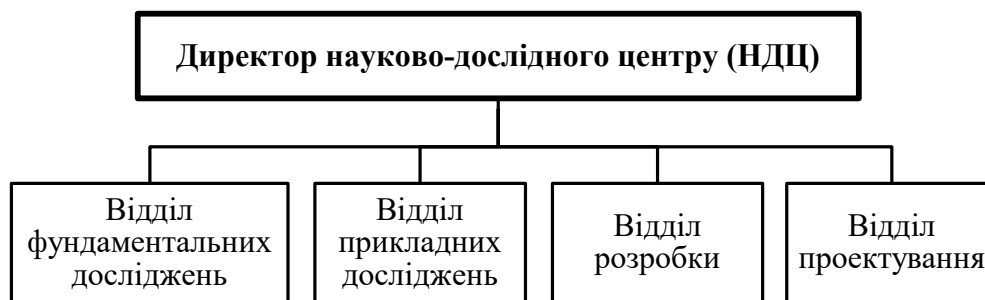 Директор науково-дослідного центру (НДЦ)
Відділ
фундаментальних
досліджень
Відділ
прикладних
досліджень
Відділ
розробки
Відділ
проектування